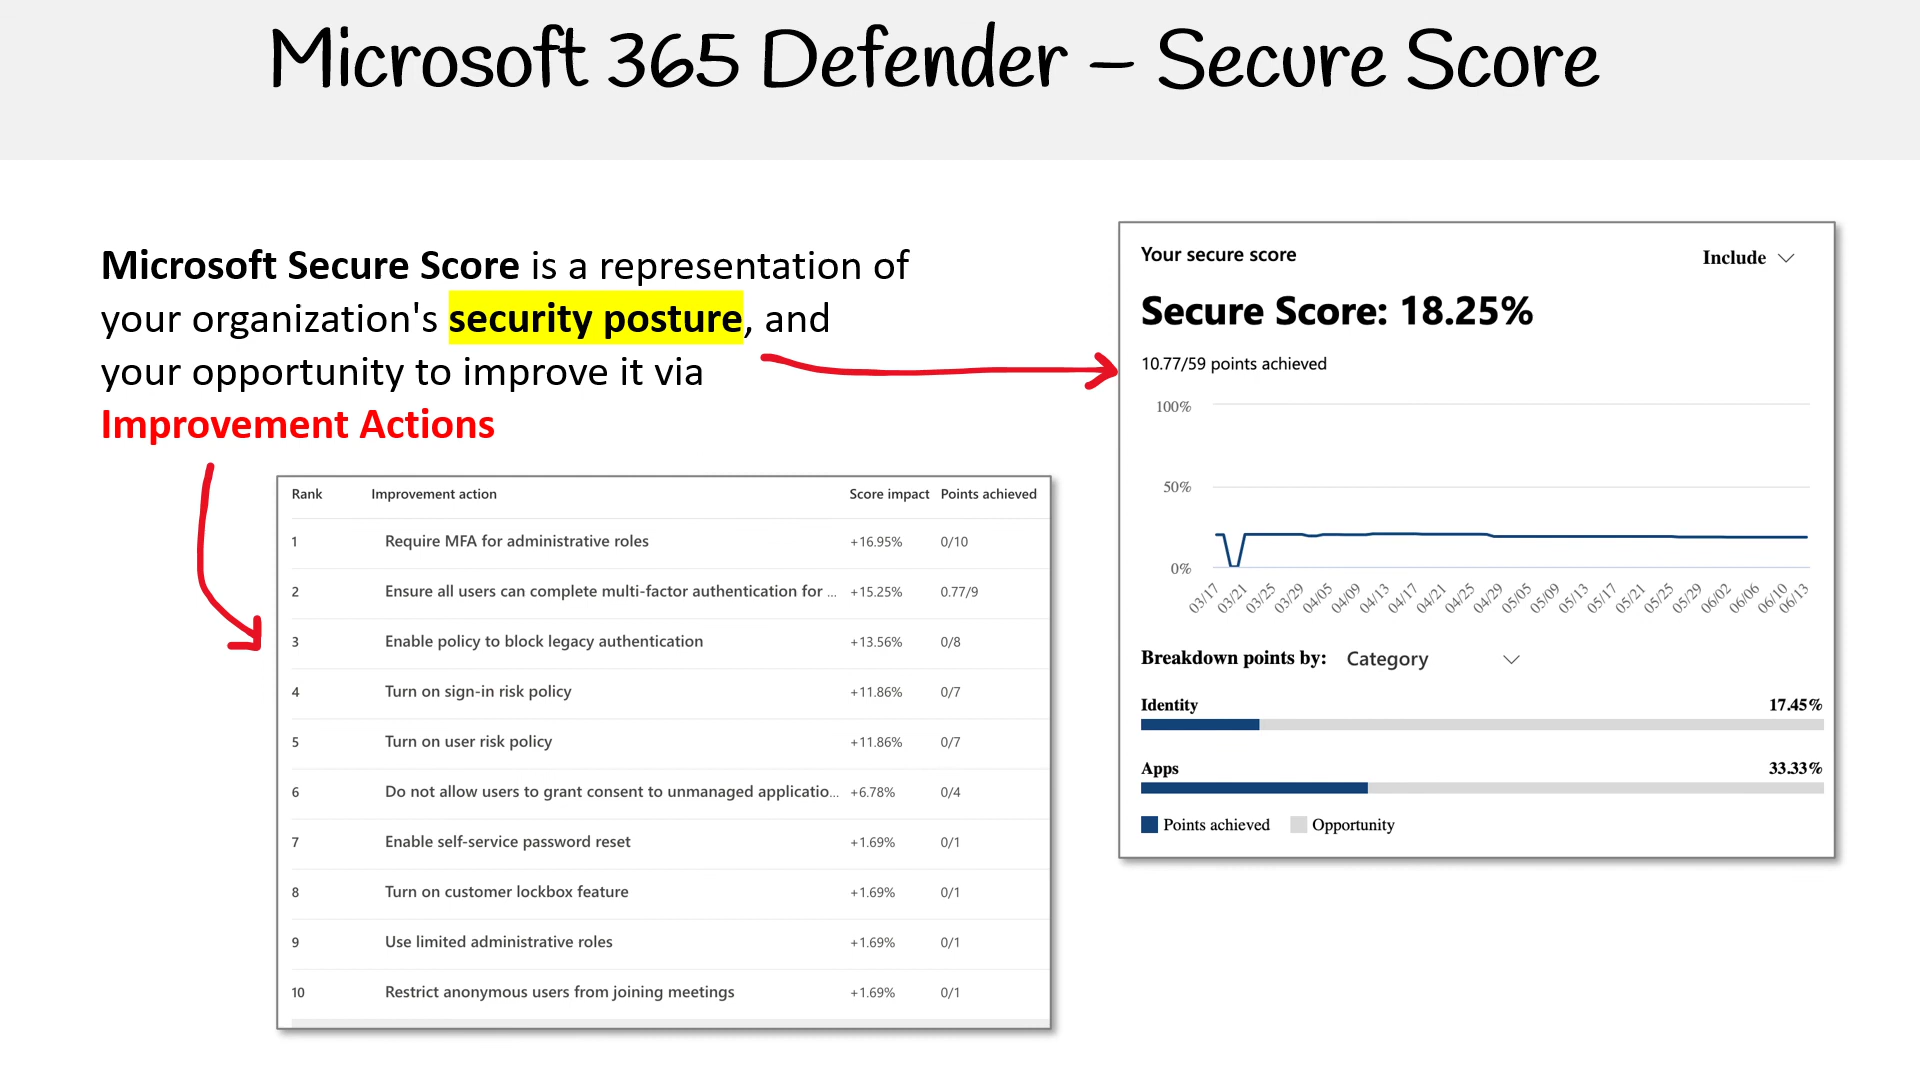 Microsoft 365 Defender – Secure Score
Microsoft Secure Score is a representation of
your organization's security posture, and
your opportunity to improve it via
Improvement Actions
Rank Improvement action Score impact Points achieved
1 Require MFA for administrative roles +16.95% 0/10
2 Ensure all users can complete multi-factor authentication for ... +15.25% 0.77/9
3 Enable policy to block legacy authentication +13.56% 0/8
4 Turn on sign-in risk policy +11.86% 0/7
5 Turn on user risk policy +11.86% 0/7
6 Do not allow users to grant consent to unmanaged applicatio... +6.78% 0/4
7 Enable self-service password reset +1.69% 0/1
8 Turn on customer lockbox feature +1.69% 0/1
9 Use limited administrative roles +1.69% 0/1
10 Restrict anonymous users from joining meetings +1.69% 0/1
Your secure score Include
Secure Score: 18.25%
10.77/59 points achieved
100%
50%
0%
03/17 03/21 03/25 03/29 04/05 04/09 04/13 04/17 04/21 04/25 04/29 05/05 05/09 05/13 05/17 05/21 05/25 05/29 06/02 06/06 06/10 06/13
Breakdown points by: Category
Identity 17.45%
Apps 33.33%
Points achieved Opportunity